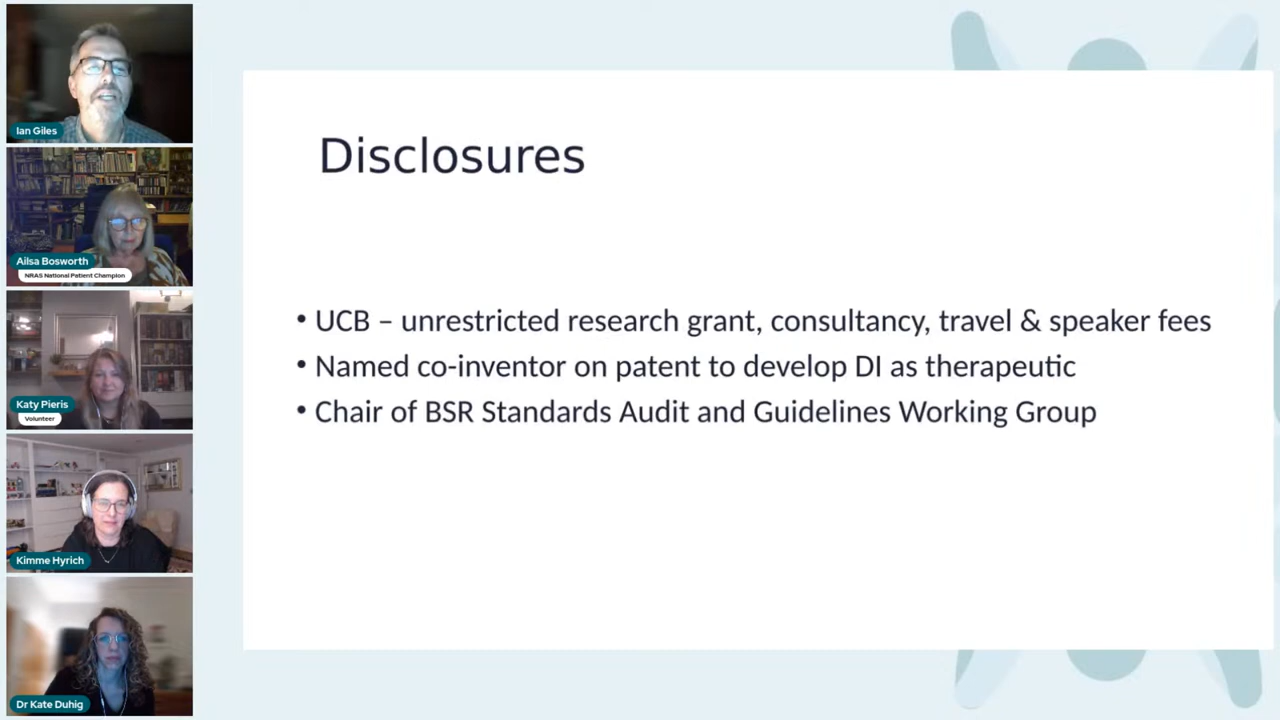 Ian Giles
Ailsa Bosworth
NRAS National Patient Champion
Katy Pieris
Volunteer
Kimme Hyrich
Dr Kate Duhig
Disclosures
• UCB – unrestricted research grant, consultancy, travel & speaker fees
• Named co-inventor on patent to develop DI as therapeutic
• Chair of BSR Standards Audit and Guidelines Working Group